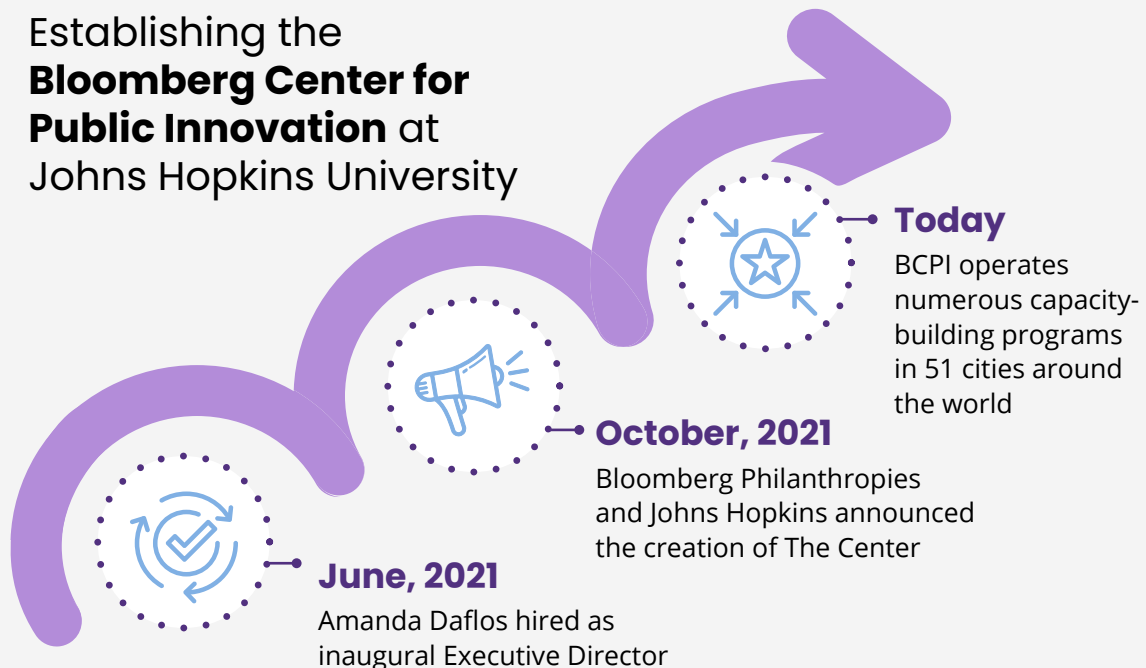 Establishing the
Bloomberg Center for
Public Innovation at
Johns Hopkins University
Today
BCPI operates
numerous capacity-
building programs
in 51 cities around
the world
October, 2021
Bloomberg Philanthropies
and Johns Hopkins announced
the creation of The Center
June, 2021
Amanda Daflos hired as
inaugural Executive Director